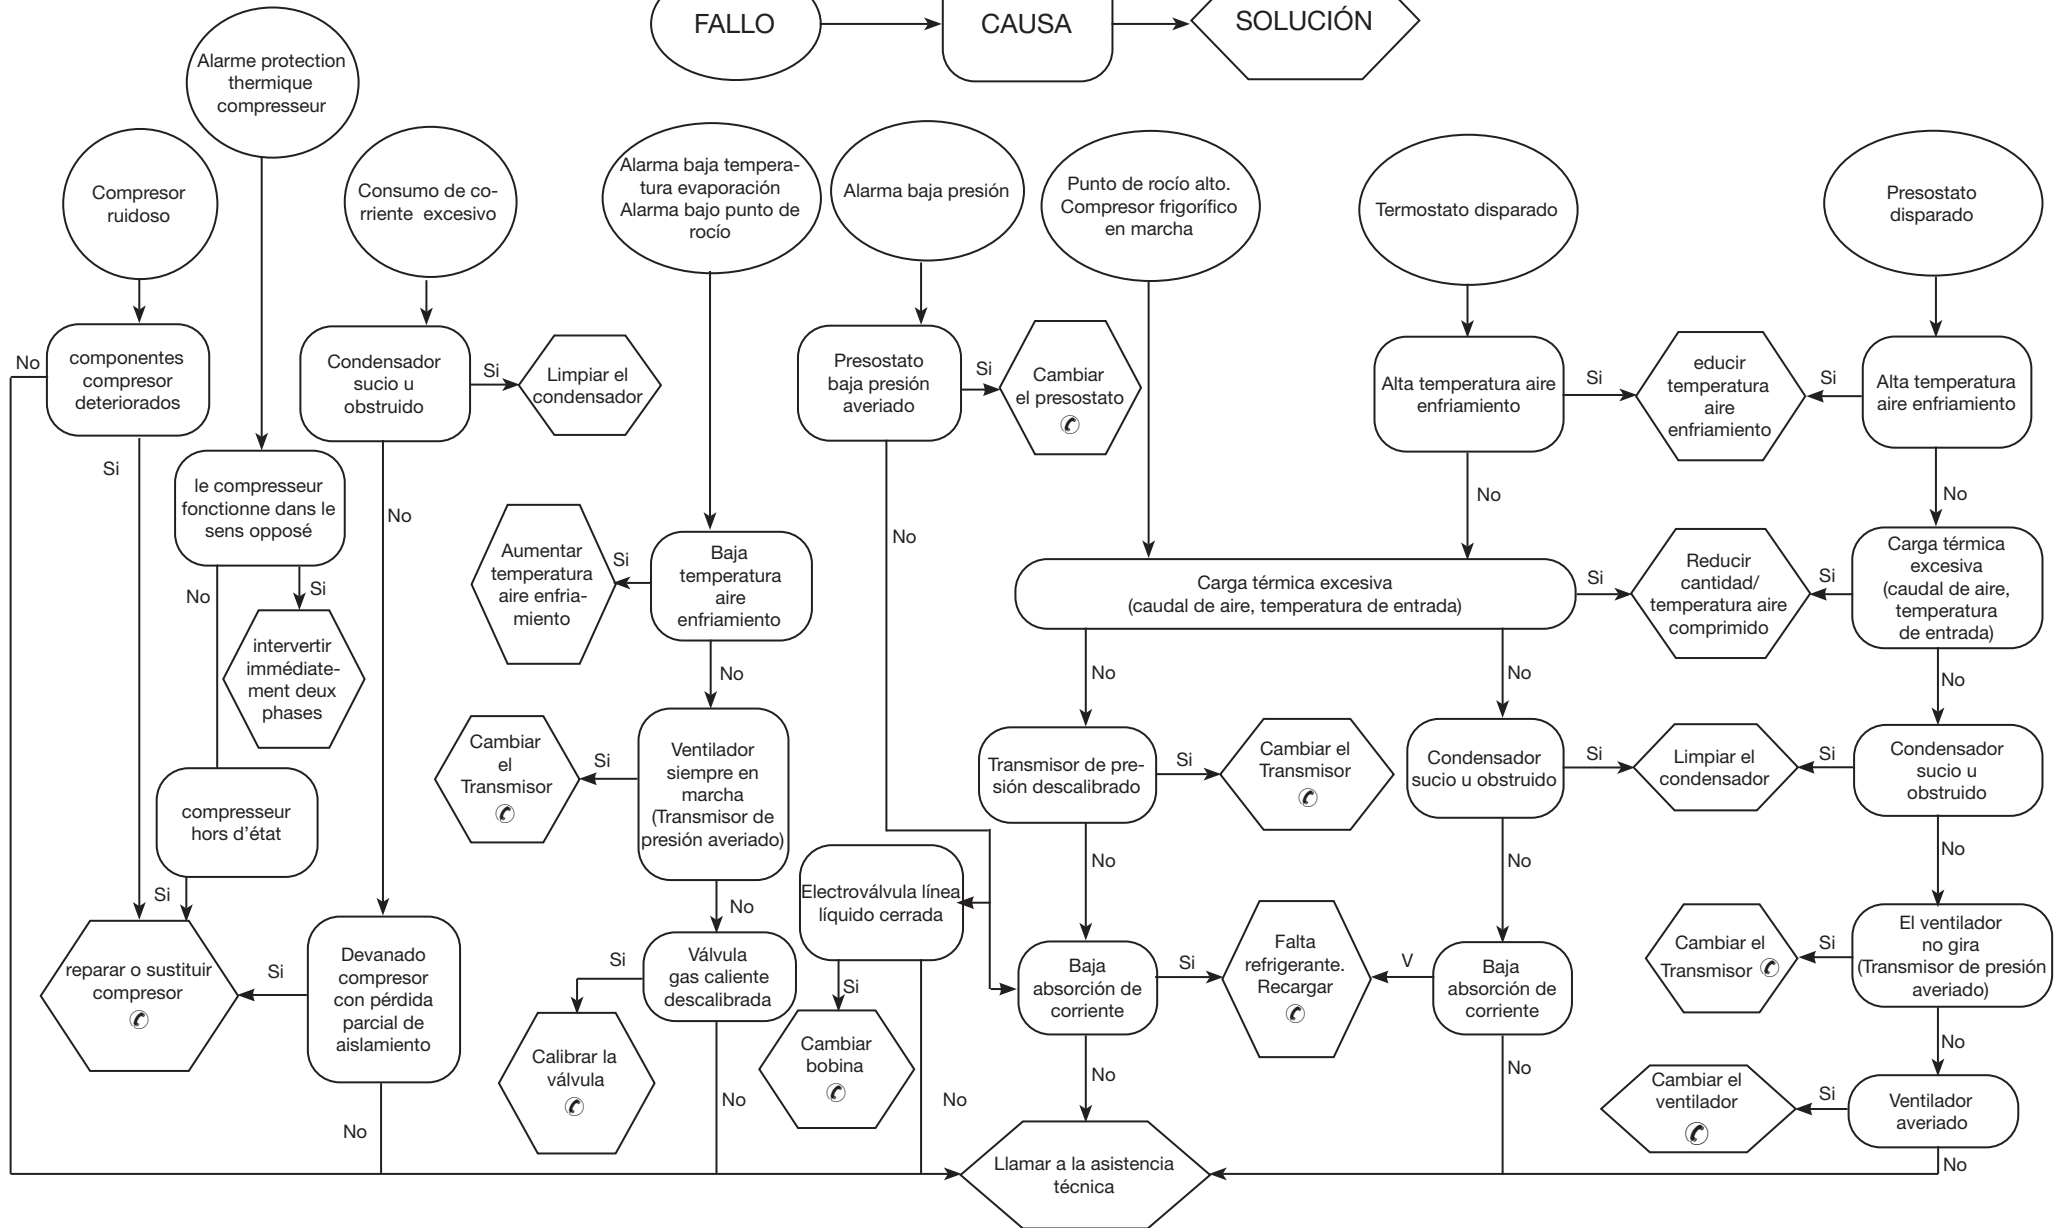 FALLO
CAUSA
SOLUCIÓN
Alarme protection
thermique
compresseur
Compresor
ruidoso
Consumo de co-
rriente excesivo
Alarma baja tempera-
tura evaporación
Alarma bajo punto de
rocío
Alarma baja presión
Punto de rocío alto.
Compresor frigorífico
en marcha
Termostato disparado
Presostato
disparado
No
componentes
compresor
deteriorados
Condensador
sucio u
obstruido
Si
Limpiar el
condensador
Presostato
baja presión
averiado
Si
Cambiar
el presostato
Alta temperatura aire
enfriamiento
Si
educir
temperatura
aire
enfriamiento
Si
Alta temperatura
aire enfriamiento
Si
le compresseur
fonctionne dans le
sens opposé
No
No
No
No
Si
intervertir
immédiate-
ment deux
phases
No
Aumentar
temperatura
aire enfria-
miento
Si
Baja
temperatura
aire
enfriamiento
No
Carga térmica excesiva
(caudal de aire, temperatura de entrada)
Si
Reducir
cantidad/
temperatura aire
comprimido
Si
Carga térmica
excesiva
(caudal de aire,
temperatura
de entrada)
No
No
No
No
Cambiar
el
Transmisor
Si
Ventilador
siempre en
marcha
(Transmisor de
presión averiado)
Transmisor de pre-
sión descalibrado
Si
Cambiar el
Transmisor
Condensador
sucio u obstruido
Si
Limpiar el
condensador
Si
Condensador
sucio u
obstruido
compresseur
hors d’état
Si
No
No
No
No
Electroválvula línea
líquido cerrada
reparar o sustituir
compresor
Si
Devanado
compresor
con pérdida
parcial de
aislamiento
Si
Válvula
gas caliente
descalibrada
Si
Baja
absorción de
corriente
Si
Falta
refrigerante.
Recargar
V
Baja
absorción de
corriente
Cambiar el
Transmisor
Si
El ventilador
no gira
(Transmisor de presión
averiado)
Calibrar la
válvula
Cambiar
bobina
No
No
No
No
No
No
No
Cambiar el
ventilador
Si
Ventilador
averiado
No
Llamar a la asistencia
técnica